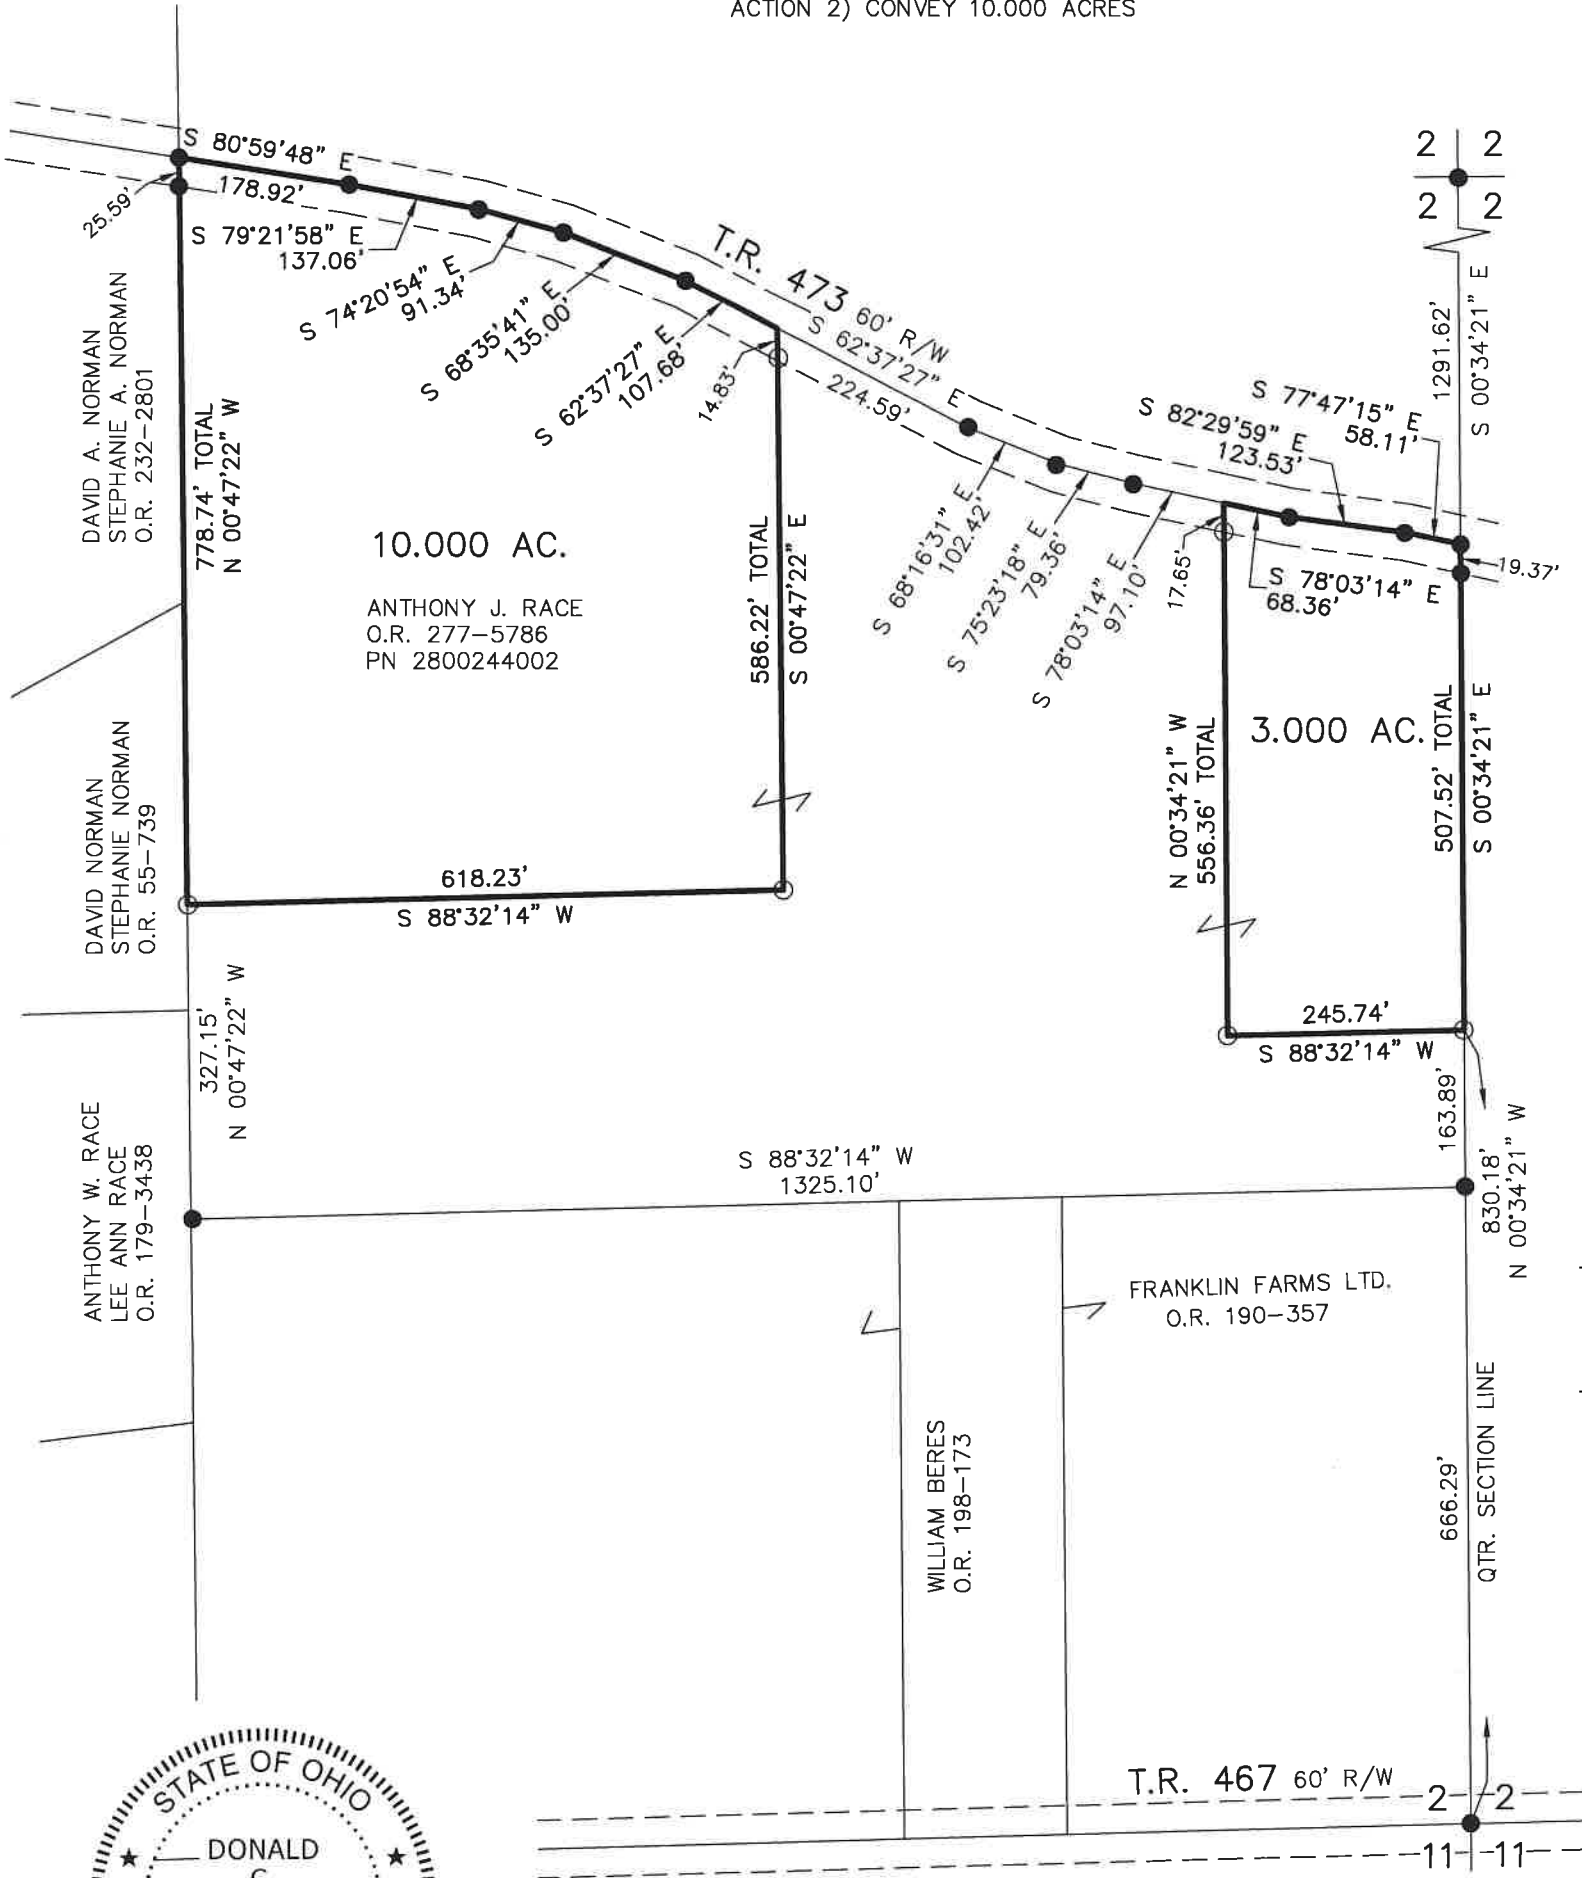 ACTION 2) CONVEY 10.000 ACRES
2 2
2 2
S 80°59'48" E
178.92'
25.59'
S 79°21'58" E
137.06'
S 74°20'54" E
91.34'
S 68°35'41" E
135.00'
S 62°37'27" E
107.68'
14.83'
T.R. 473 60' R/W
S 62°37'27" E
224.59'
S 68°16'31" E
102.42'
S 75°23'18" E
79.36'
S 78°03'14" E
97.10'
17.65'
S 82°29'59" E
123.53'
S 77°47'15" E
58.11'
1291.62'
S 00°34'21" E
19.37'
S 78°03'14" E
68.36'
DAVID A. NORMAN
STEPHANIE A. NORMAN
O.R. 232-2801
778.74' TOTAL
N 00°47'22" W
10.000 AC.
ANTHONY J. RACE
O.R. 277-5786
PN 2800244002
586.22' TOTAL
S 00°47'22" E
N 00°34'21" W
556.36' TOTAL
3.000 AC.
507.52' TOTAL
S 00°34'21" E
DAVID NORMAN
STEPHANIE NORMAN
O.R. 55-739
618.23'
S 88°32'14" W
327.15'
N 00°47'22" W
245.74'
S 88°32'14" W
163.89'
830.18'
N 00°34'21" W
ANTHONY W. RACE
LEE ANN RACE
O.R. 179-3438
S 88°32'14" W
1325.10'
FRANKLIN FARMS LTD.
O.R. 190-357
WILLIAM BERES
O.R. 198-173
666.29'
QTR. SECTION LINE
T.R. 467 60' R/W
2 2
11 11
STATE OF OHIO
DONALD